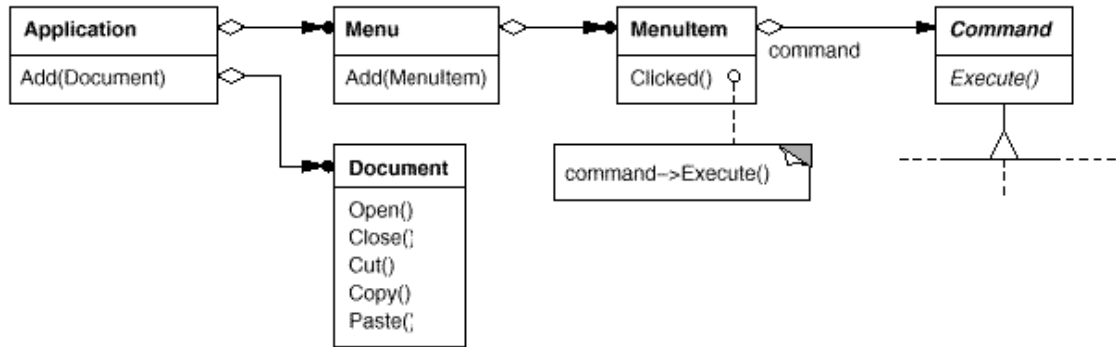 Application
Add(Document)
Menu
Add(MenuItem)
MenuItem
Clicked()
command
Command
Execute()
command->Execute()
Document
Open()
Close()
Cut()
Copy()
Paste()